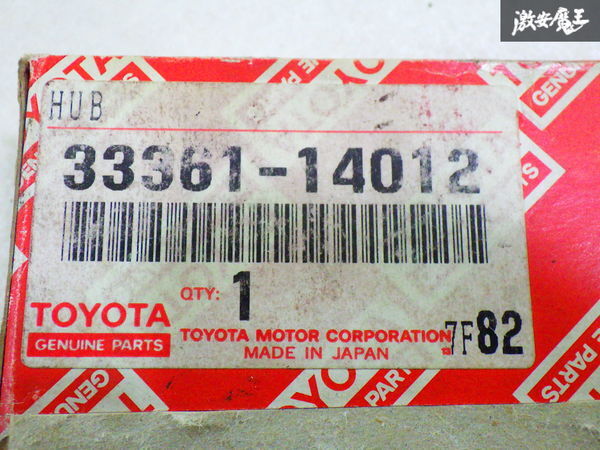 激安魔王
HUB
33361-14012
QTY: 1
TOYOTA
GENUINE PARTS
TOYOTA MOTOR CORPORATION
MADE IN JAPAN
7F82